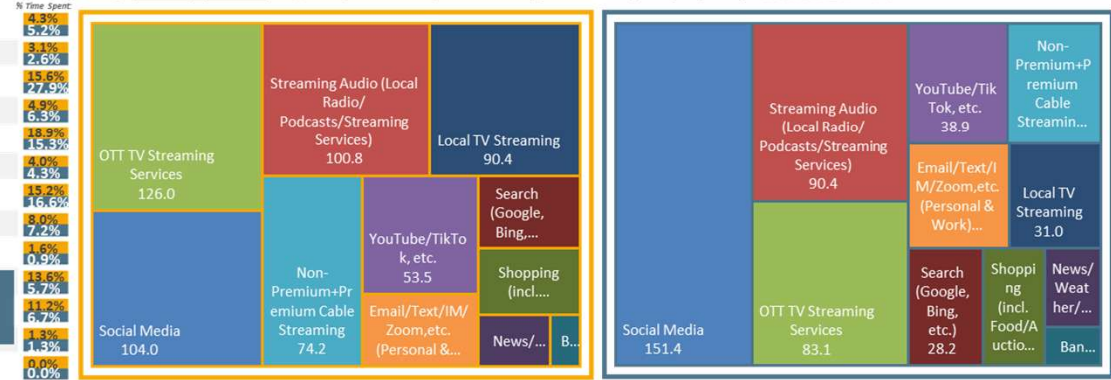 % Time Spent:
4.3%
5.2%
3.1%
2.6%
15.6%
27.9%
4.9%
6.3%
18.9%
15.3%
4.0%
4.3%
15.2%
16.6%
8.0%
7.2%
1.6%
0.9%
13.6%
5.7%
11.2%
6.7%
1.3%
1.3%
0.0%
0.0%
OTT TV Streaming
Services
126.0
Social Media
104.0
Streaming Audio (Local
Radio/
Podcasts/Streaming
Services)
100.8
Local TV Streaming
90.4
Non-
Premium+Pr
emium Cable
Streaming
74.2
YouTube/TikTo
k, etc.
53.5
Email/Text/IM/
Zoom,etc.
(Personal &...
Search
(Google,
Bing,...
Shopping
(incl....
News/...
B...
Social Media
151.4
Streaming Audio
(Local Radio/
Podcasts/Streaming
Services)
90.4
OTT TV Streaming
Services
83.1
YouTube/TikT
Tok, etc.
38.9
Non-
Premium+P
remium
Cable
Streamin...
Email/Text/I
M/Zoom,etc.
(Personal &
Work)...
Local TV
Streaming
31.0
Search
(Google,
Bing,
etc.)
28.2
Shoppi
ng
(incl.
Food/A
uctio...
News/
Weat
her/...
Ban...